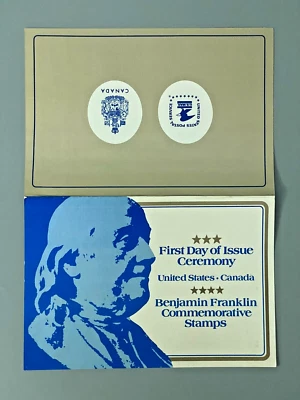 CANADA
UNITED STATES POSTAL SERVICE
First Day of Issue
Ceremony
United States • Canada
Benjamin Franklin
Commemorative
Stamps